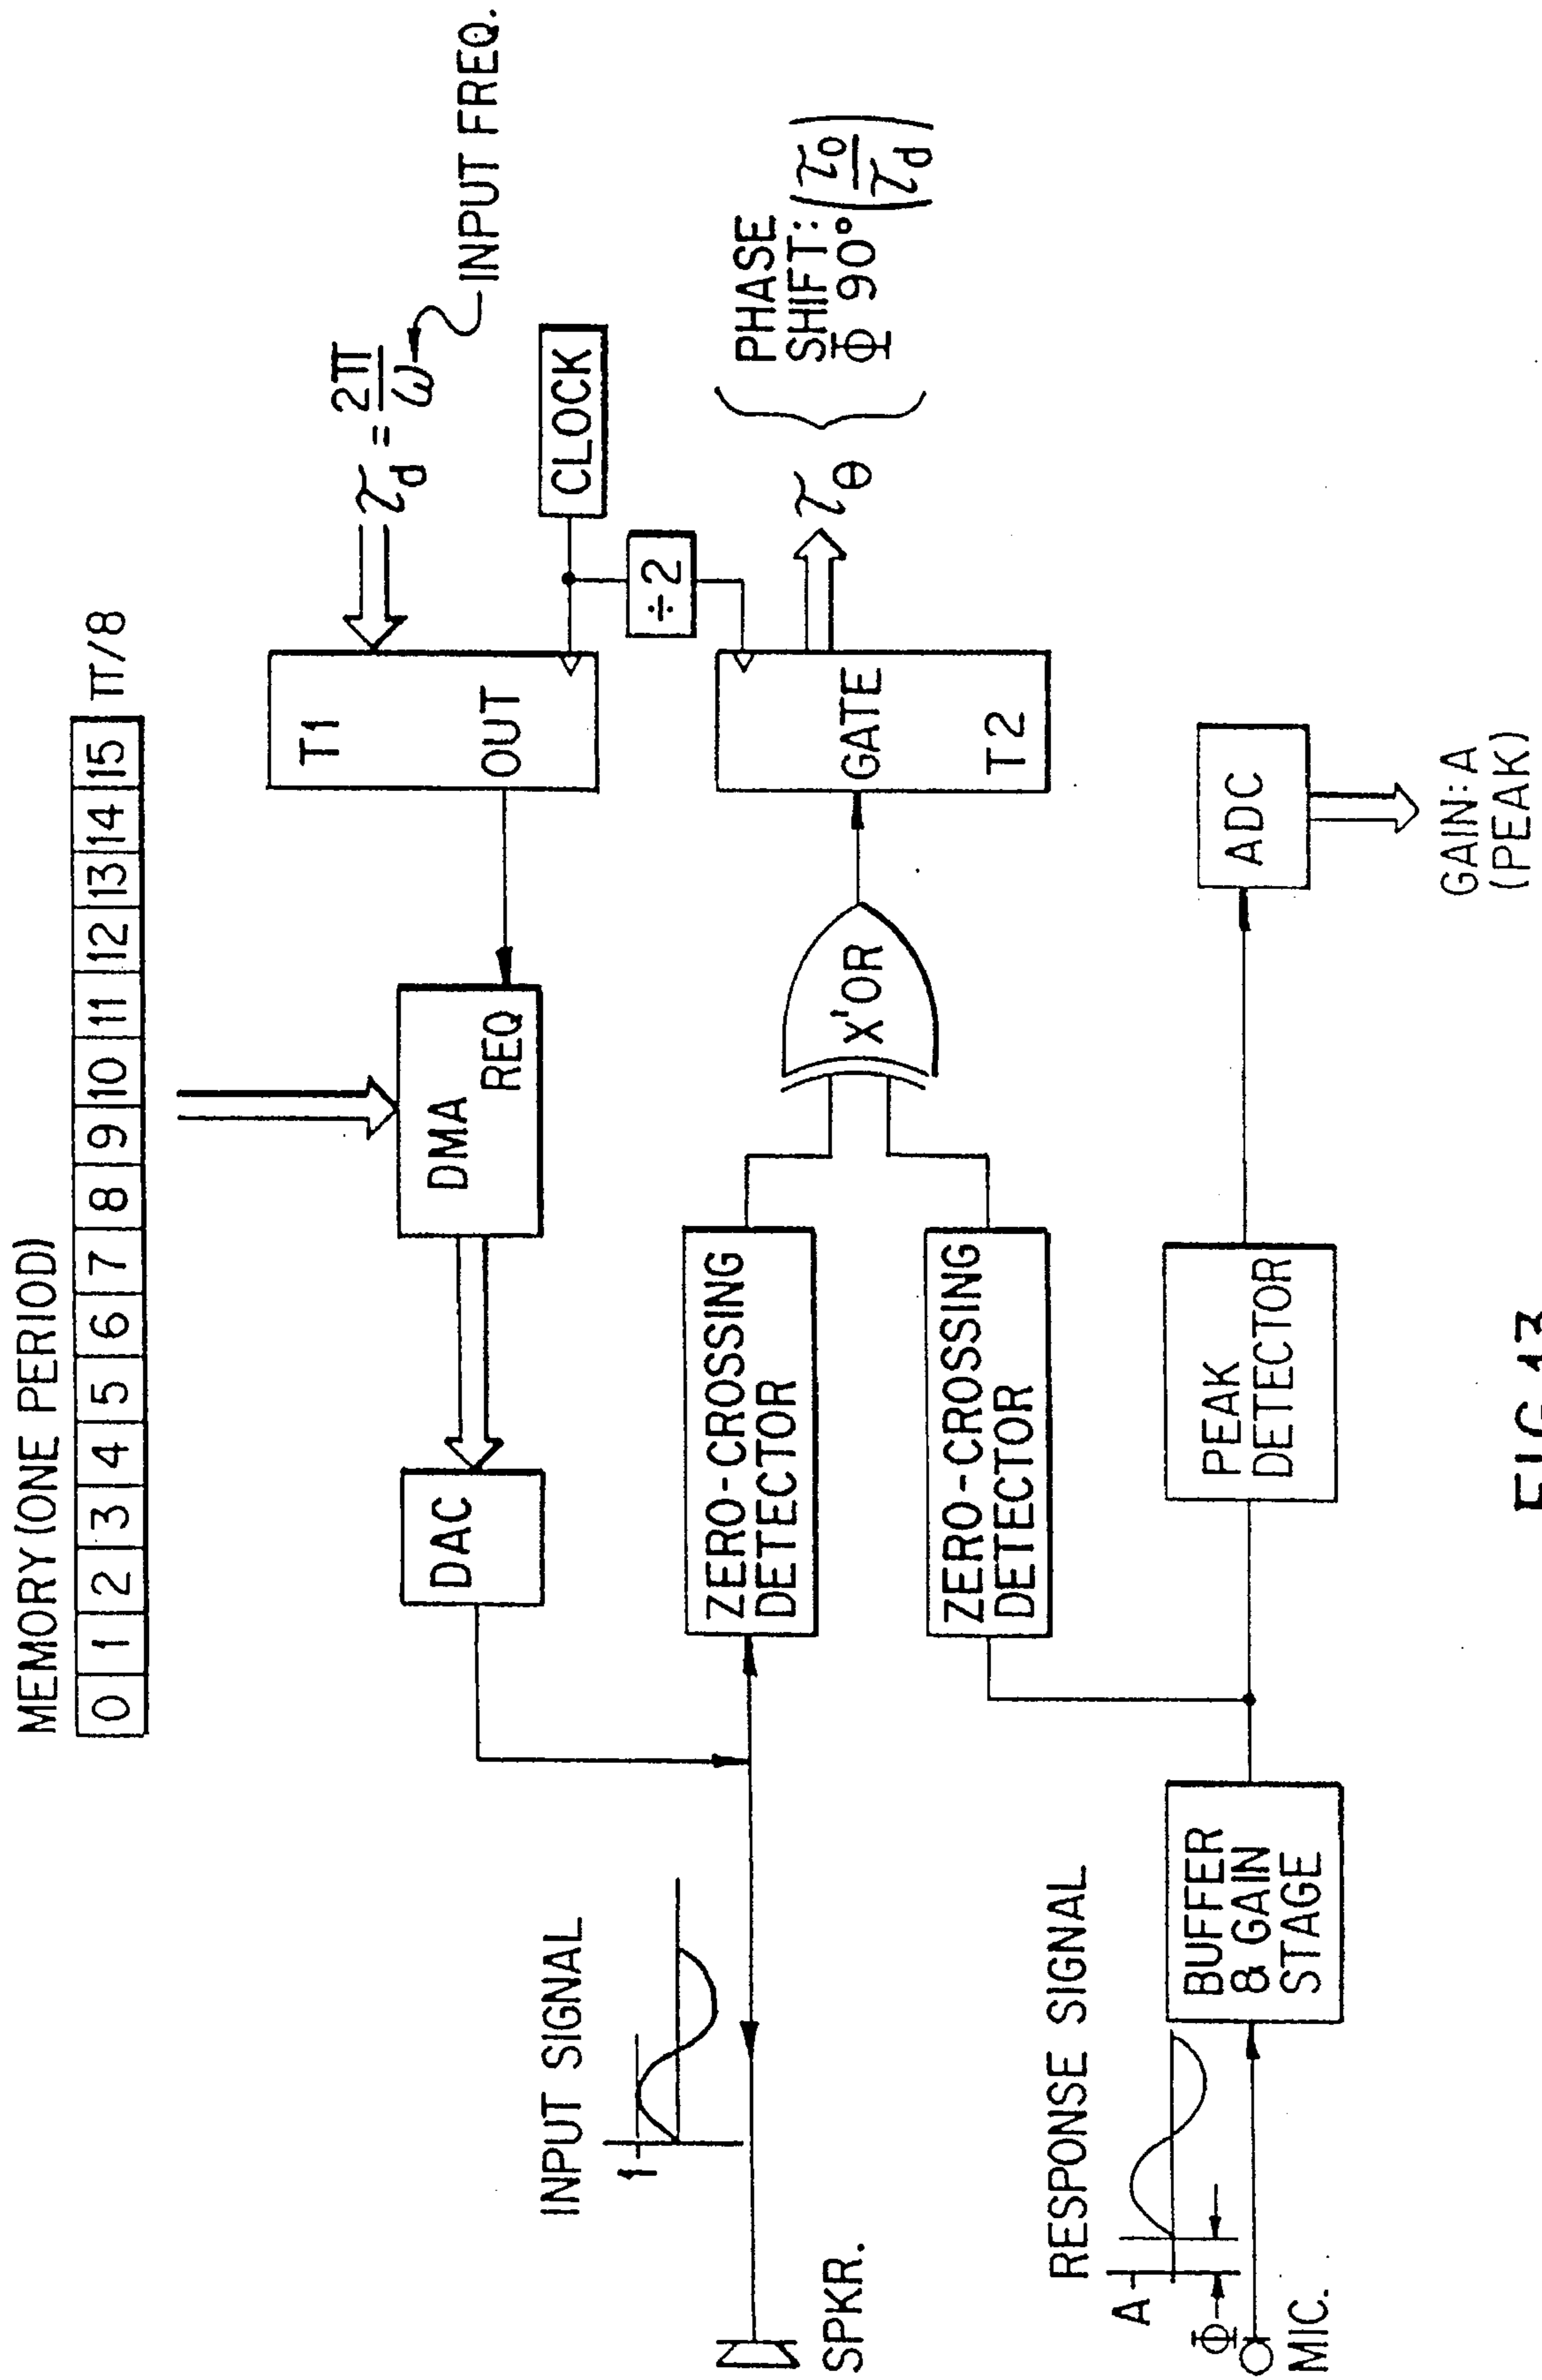 MEMORY (ONE PERIOD)
0 1 2 3 4 5 6 7 8 9 10 11 12 13 14 15 π/8
DAC
DMA
REQ
T1
OUT
τd = 2π/ω
INPUT FREQ.
CLOCK
÷2
INPUT SIGNAL
1
SPKR.
ZERO-CROSSING
DETECTOR
ZERO-CROSSING
DETECTOR
X'OR
GATE
T2
τθ
PHASE
SHIFT:
Φ 90° (τ0/τd)
RESPONSE SIGNAL
A
Φ
MIC.
BUFFER
& GAIN
STAGE
PEAK
DETECTOR
ADC
GAIN: A
(PEAK)
FIG. 13